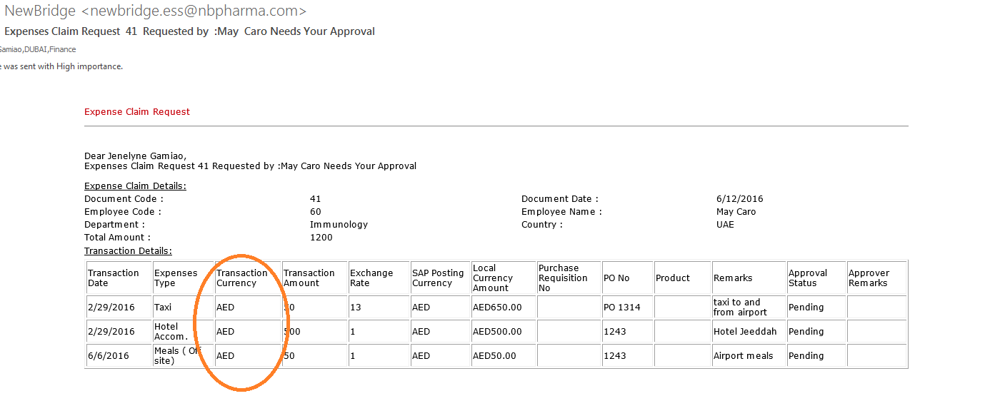 NewBridge <newbridge.ess@nbpharma.com>
Expenses Claim Request 41 Requested by :May Caro Needs Your Approval
Gamiao,DUBAI,Finance
e was sent with High importance.
Expense Claim Request
Dear Jenelyne Gamiao,
Expenses Claim Request 41 Requested by :May Caro Needs Your Approval
Expense Claim Details:
Document Code : 41 Document Date : 6/12/2016
Employee Code : 60 Employee Name : May Caro
Department : Immunology Country : UAE
Total Amount : 1200
Transaction Details:
Transaction Date Expenses Type Transaction Currency Transaction Amount Exchange Rate SAP Posting Currency Local Currency Amount Purchase Requisition No PO No Product Remarks Approval Status Approver Remarks
2/29/2016 Taxi AED 50 13 AED AED650.00 PO 1314 taxi to and from airport Pending
2/29/2016 Hotel Accom. AED 500 1 AED AED500.00 1243 Hotel Jeeddah Pending
6/6/2016 Meals ( Off site) AED 50 1 AED AED50.00 1243 Airport meals Pending